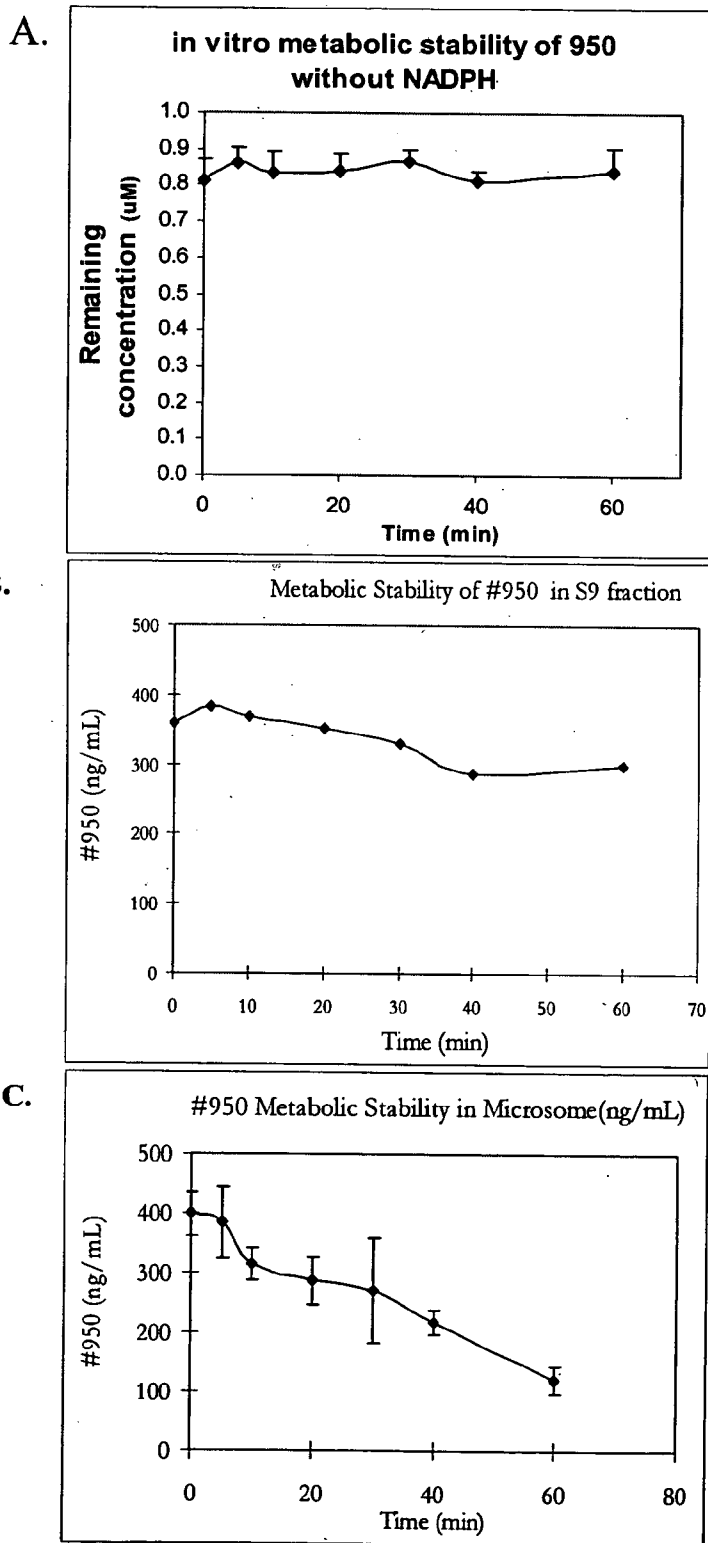 A.
in vitro metabolic stability of 950
without NADPH
Remaining
concentration (uM)
1.0
0.9
0.8
0.7
0.6
0.5
0.4
0.3
0.2
0.1
0.0
0 20 40 60
Time (min)
Metabolic Stability of #950 in S9 fraction
#950 (ng/mL)
500
400
300
200
100
0
0 10 20 30 40 50 60 70
Time (min)
C.
#950 Metabolic Stability in Microsome(ng/mL)
#950 (ng/mL)
500
400
300
200
100
0
0 20 40 60 80
Time (min)